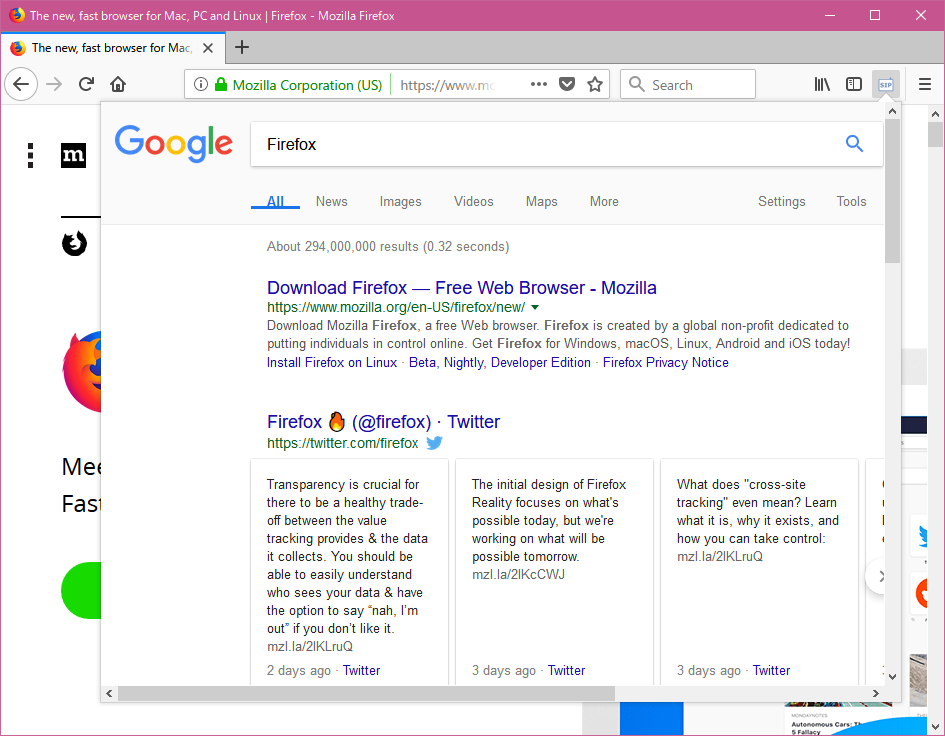 The new, fast browser for Mac, PC and Linux | Firefox - Mozilla Firefox
The new, fast browser for Mac,
Mozilla Corporation (US) https://www.mo
Search
SIP
m
Google
Firefox
All News Images Videos Maps More Settings Tools
About 294,000,000 results (0.32 seconds)
Download Firefox — Free Web Browser - Mozilla
https://www.mozilla.org/en-US/firefox/new/
Download Mozilla Firefox, a free Web browser. Firefox is created by a global non-profit dedicated to
putting individuals in control online. Get Firefox for Windows, macOS, Linux, Android and iOS today!
Install Firefox on Linux · Beta, Nightly, Developer Edition · Firefox Privacy Notice
Firefox 🔥 (@firefox) · Twitter
https://twitter.com/firefox
Mee
Fast
Transparency is crucial for
there to be a healthy trade-
off between the value
tracking provides & the data
it collects. You should be
able to easily understand
who sees your data & have
the option to say “nah, I’m
out” if you don’t like it.
mzl.la/2lKLruQ
2 days ago · Twitter
The initial design of Firefox
Reality focuses on what's
possible today, but we're
working on what will be
possible tomorrow.
mzl.la/2lKcCWJ
3 days ago · Twitter
What does "cross-site
tracking" even mean? Learn
what it is, why it exists, and
how you can take control:
mzl.la/2lKLruQ
3 days ago · Twitter
MONDAYNOTES
Autonomous Cars: Th
5 Fallacy